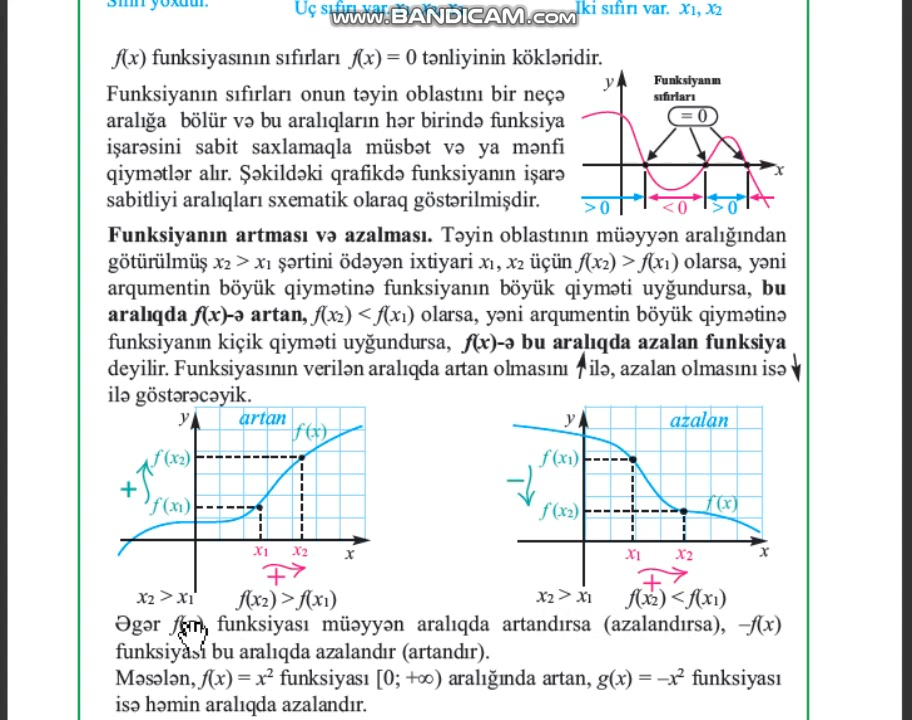 Sıfırı yoxdur.
Üç sıfırı var. x₁, x₂, x₃
İki sıfırı var. x₁, x₂
www.BANDICAM.com
f(x) funksiyasının sıfırları f(x) = 0 tənliyinin kökləridir.
Funksiyanın sıfırları onun təyin oblastını bir neçə
aralığa bölür və bu aralıqların hər birində funksiya
işarəsini sabit saxlamaqla müsbət və ya mənfi
qiymətlər alır. Şəkildəki qrafikdə funksiyanın işarə
sabitliyi aralıqları sxematik olaraq göstərilmişdir.
y
Funksiyanın
sıfırları
= 0
x
> 0 < 0 > 0
Funksiyanın artması və azalması. Təyin oblastının müəyyən aralığından
götürülmüş x₂ > x₁ şərtini ödəyən ixtiyari x₁, x₂ üçün f(x₂) > f(x₁) olarsa, yəni
arqumentin böyük qiymətinə funksiyanın böyük qiyməti uyğundursa, bu
aralıqda f(x)-ə artan, f(x₂) < f(x₁) olarsa, yəni arqumentin böyük qiymətinə
funksiyanın kiçik qiyməti uyğundursa, f(x)-ə bu aralıqda azalan funksiya
deyilir. Funksiyasının verilən aralıqda artan olmasını ↑ ilə, azalan olmasını isə ↓
ilə göstərəcəyik.
y artan
f(x)
f(x₂)
+
f(x₁)
x₁ x₂ x
+
x₂ > x₁ f(x₂) > f(x₁)
y azalan
f(x₁)
−
f(x₂)
f(x)
x₁ x₂ x
+
x₂ > x₁ f(x₂) < f(x₁)
Əgər f(x) funksiyası müəyyən aralıqda artandırsa (azalandırsa), −f(x)
funksiyası bu aralıqda azalandır (artandır).
Məsələn, f(x) = x² funksiyası [0; +∞) aralığında artan, g(x) = −x² funksiyası
isə həmin aralıqda azalandır.